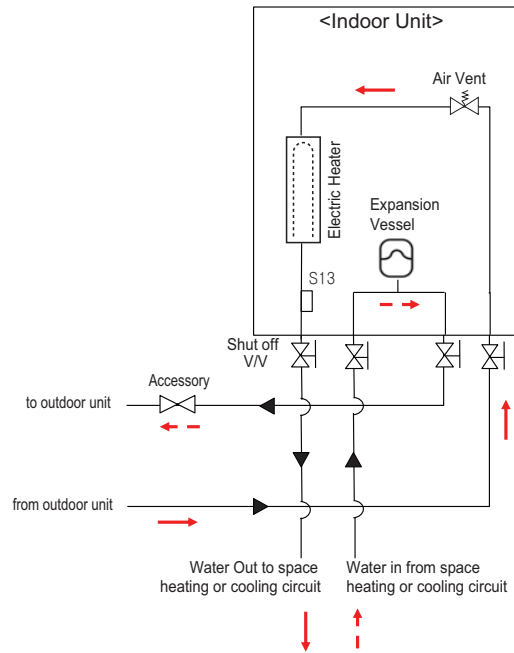 <Indoor Unit>
Air Vent
Electric Heater
Expansion
Vessel
S13
Shut off
V/V
Accessory
to outdoor unit
from outdoor unit
Water Out to space
heating or cooling circuit
Water in from space
heating or cooling circuit